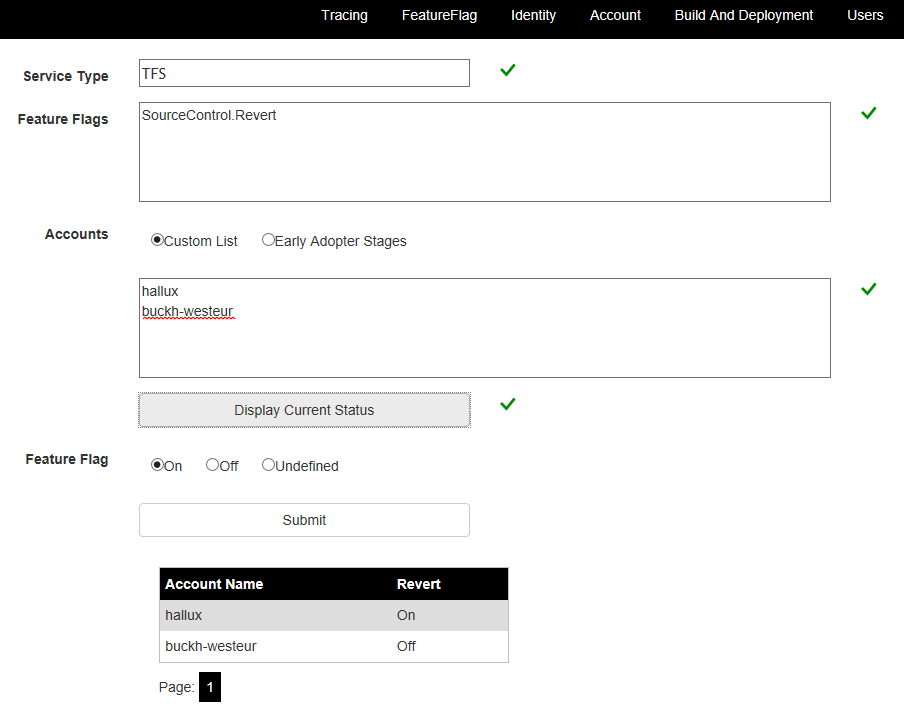 Tracing FeatureFlag Identity Account Build And Deployment Users
Service Type TFS
Feature Flags SourceControl.Revert
Accounts Custom List Early Adopter Stages
hallux
buckh-westeur
Display Current Status
Feature Flag On Off Undefined
Submit
Account Name Revert
hallux On
buckh-westeur Off
Page: 1